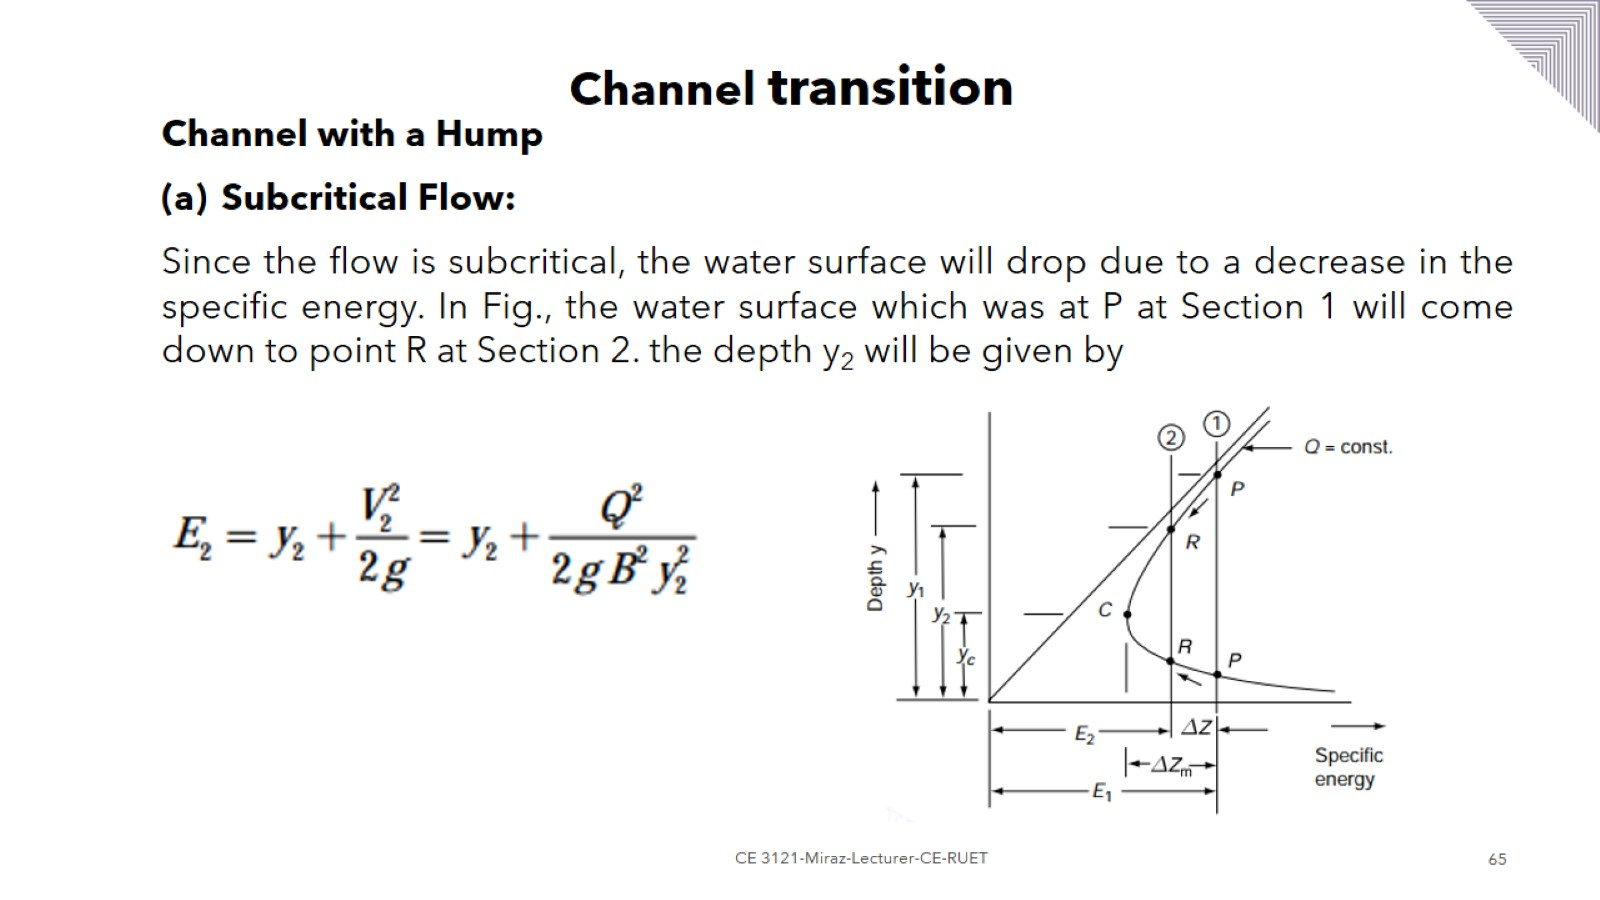 Channel transition
Channel with a Hump
(a) Subcritical Flow:
Since the flow is subcritical, the water surface will drop due to a decrease in the
specific energy. In Fig., the water surface which was at P at Section 1 will come
down to point R at Section 2. the depth y₂ will be given by
E₂ = y₂ + V₂²/2g = y₂ + Q²/2gB²y₂²
② ①
Q = const.
P
R
Depth y
y₁
y₂
C
y_c
R
P
E₂
ΔZ
ΔZₘ
E₁
Specific
energy
CE 3121-Miraz-Lecturer-CE-RUET
65